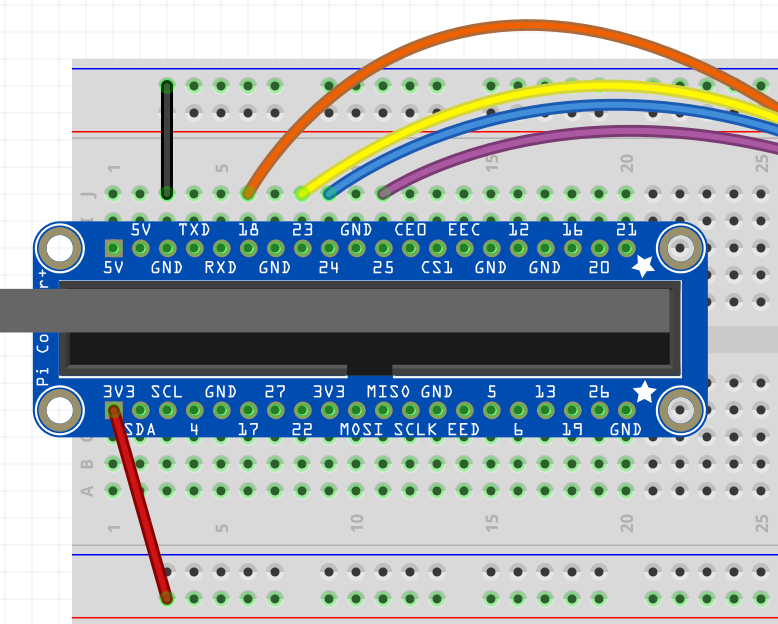 1 5 15 20 25
J
5V TXD 18 23 GND CE0 EEC 12 16 21
5V GND RXD GND 24 25 CS1 GND GND 20
Pi Co r+
3V3 SCL GND 27 3V3 MISO GND 5 13 26
SDA 4 17 22 MOSI SCLK EED 6 19 GND
B
A
1 5 10 15 20 25